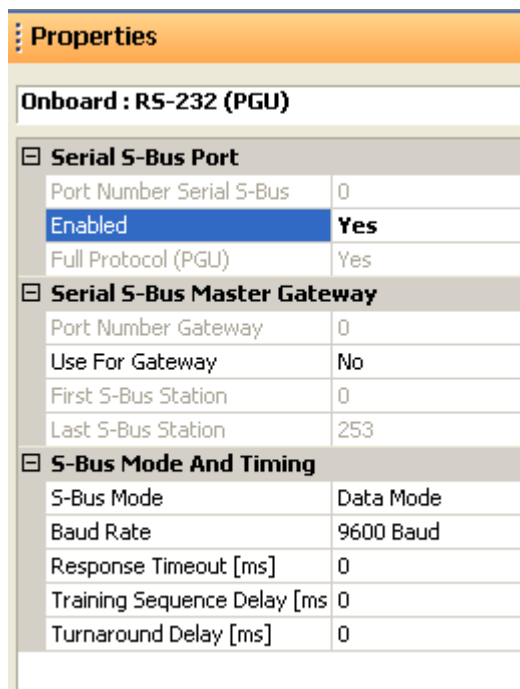 Properties
Onboard : RS-232 (PGU)
Serial S-Bus Port
Port Number Serial S-Bus 0
Enabled Yes
Full Protocol (PGU) Yes
Serial S-Bus Master Gateway
Port Number Gateway 0
Use For Gateway No
First S-Bus Station 0
Last S-Bus Station 253
S-Bus Mode And Timing
S-Bus Mode Data Mode
Baud Rate 9600 Baud
Response Timeout [ms] 0
Training Sequence Delay [ms 0
Turnaround Delay [ms] 0